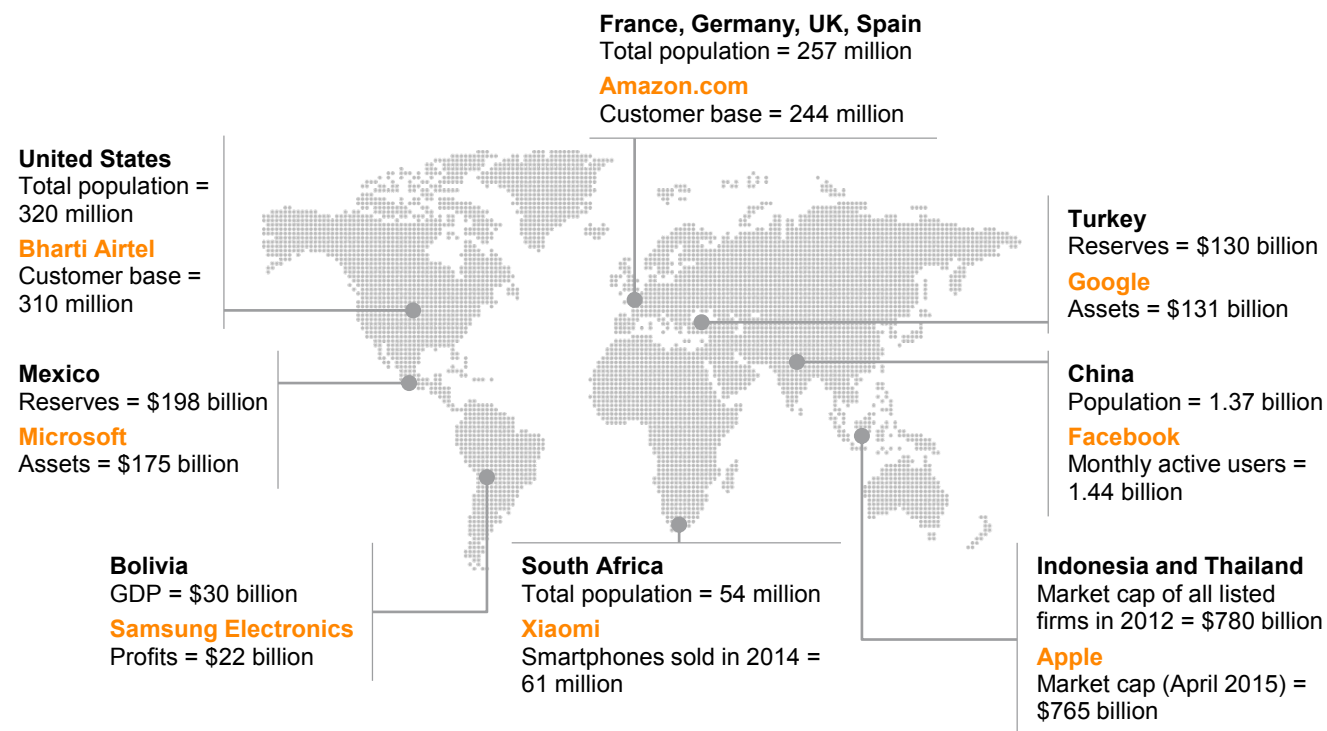 France, Germany, UK, Spain
Total population = 257 million
Amazon.com
Customer base = 244 million
United States
Total population =
320 million
Bharti Airtel
Customer base =
310 million
Turkey
Reserves = $130 billion
Google
Assets = $131 billion
Mexico
Reserves = $198 billion
Microsoft
Assets = $175 billion
China
Population = 1.37 billion
Facebook
Monthly active users =
1.44 billion
Bolivia
GDP = $30 billion
Samsung Electronics
Profits = $22 billion
South Africa
Total population = 54 million
Xiaomi
Smartphones sold in 2014 =
61 million
Indonesia and Thailand
Market cap of all listed
firms in 2012 = $780 billion
Apple
Market cap (April 2015) =
$765 billion